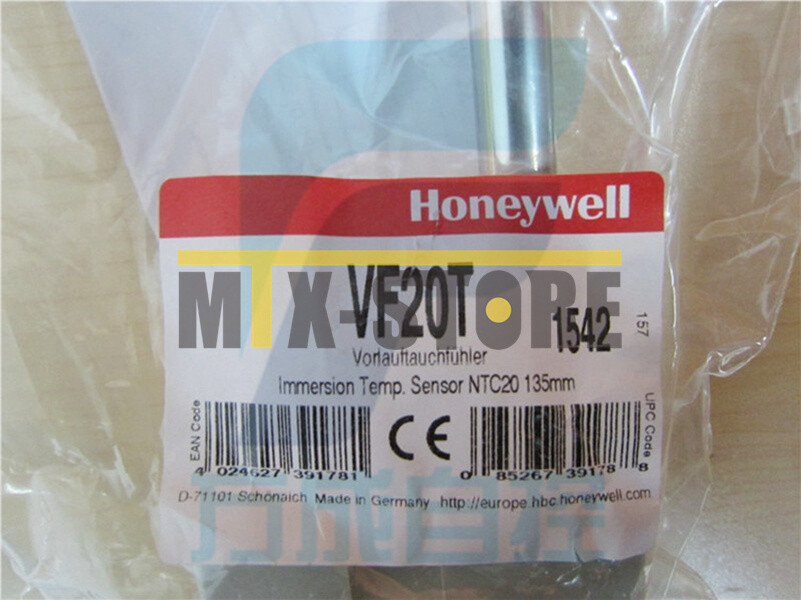 Honeywell
VF20T
MTX-STORE
1542
157
Vorlauftauchfühler
Immersion Temp. Sensor NTC20 135mm
EAN Code
UPC Code
CE
4 024627 391781
0 85267 39178 8
D-71101 Schönaich Made in Germany http://europe.hbc.honeywell.com